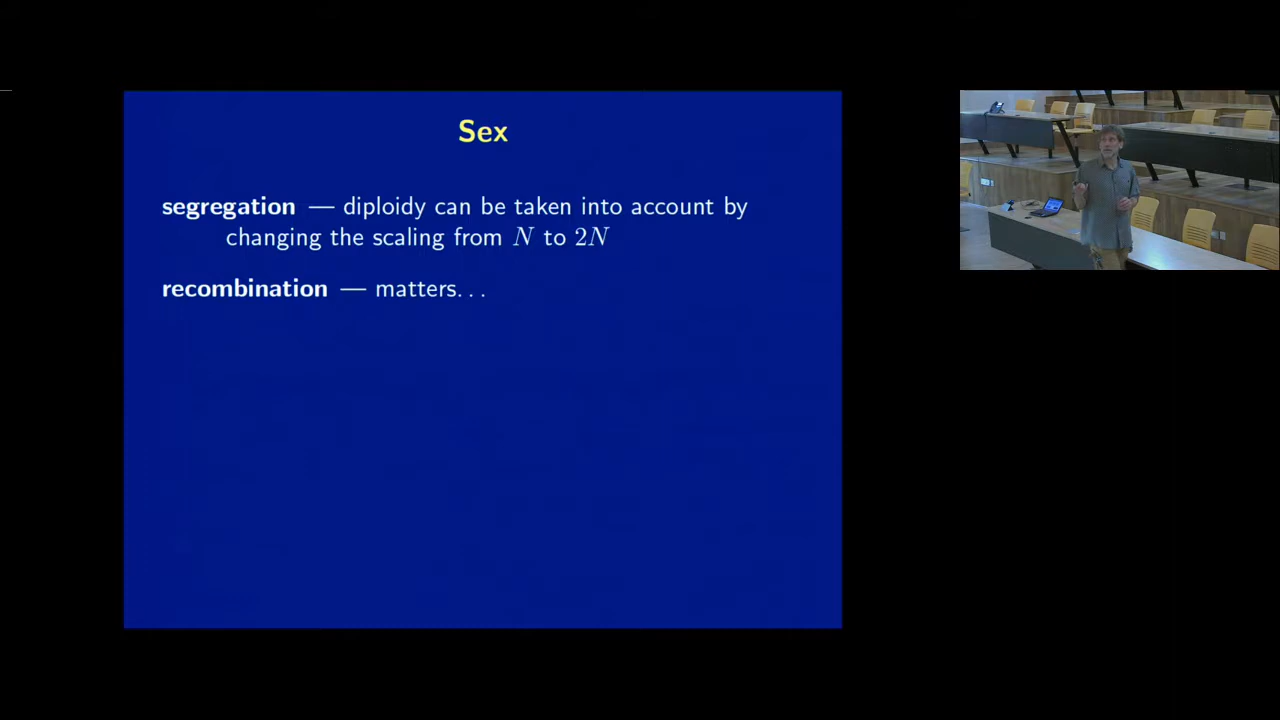 Sex
segregation — diploidy can be taken into account by
changing the scaling from N to 2N
recombination — matters. . .